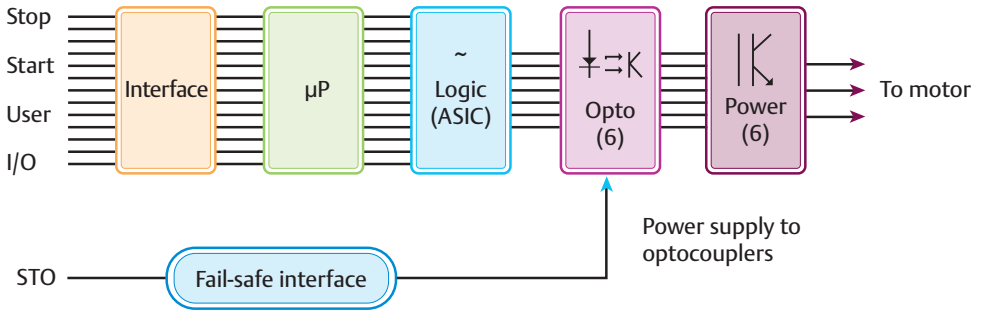 Stop
Start
User
I/O
Interface
µP
~
Logic
(ASIC)
Opto
(6)
Power
(6)
To motor
Power supply to
optocouplers
STO
Fail-safe interface